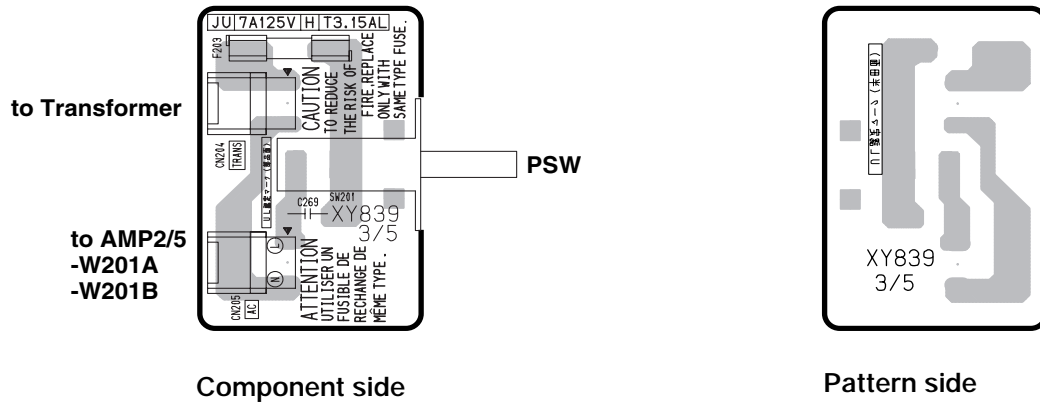 JU 7A125V H T3.15AL
F203
to Transformer
CAUTION
TO REDUCE
THE RISK OF
FIRE,REPLACE
ONLY WITH
SAME TYPE FUSE.
CN204
TRANS
PSW
C269
SW201
XY839
3/5
to AMP2/5
-W201A
-W201B
L
N
CN205
AC
ATTENTION
UTILISER UN
FUSIBLE DE
RECHANGE DE
MÊME TYPE.
Component side
XY839
3/5
Pattern side